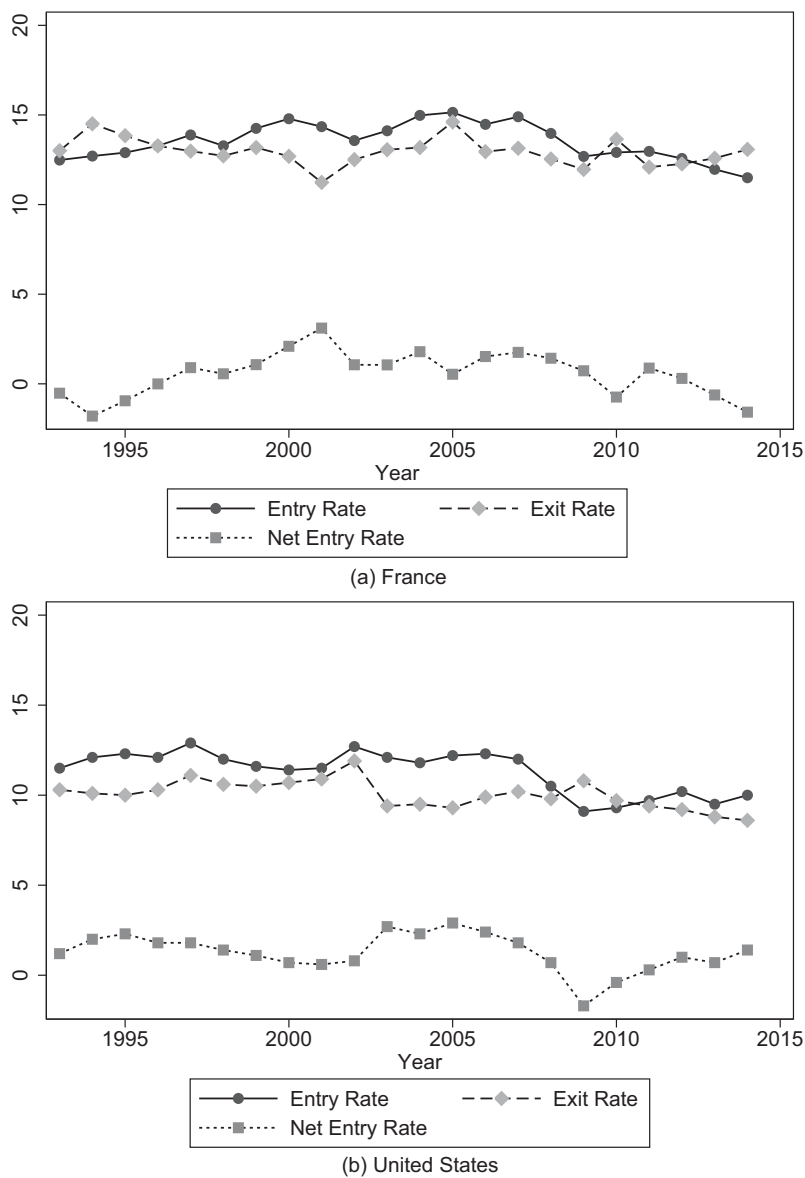 20
15
10
5
0
1995 2000 2005 2010 2015
Year
Entry Rate Exit Rate
Net Entry Rate
(a) France
20
15
10
5
0
1995 2000 2005 2010 2015
Year
Entry Rate Exit Rate
Net Entry Rate
(b) United States